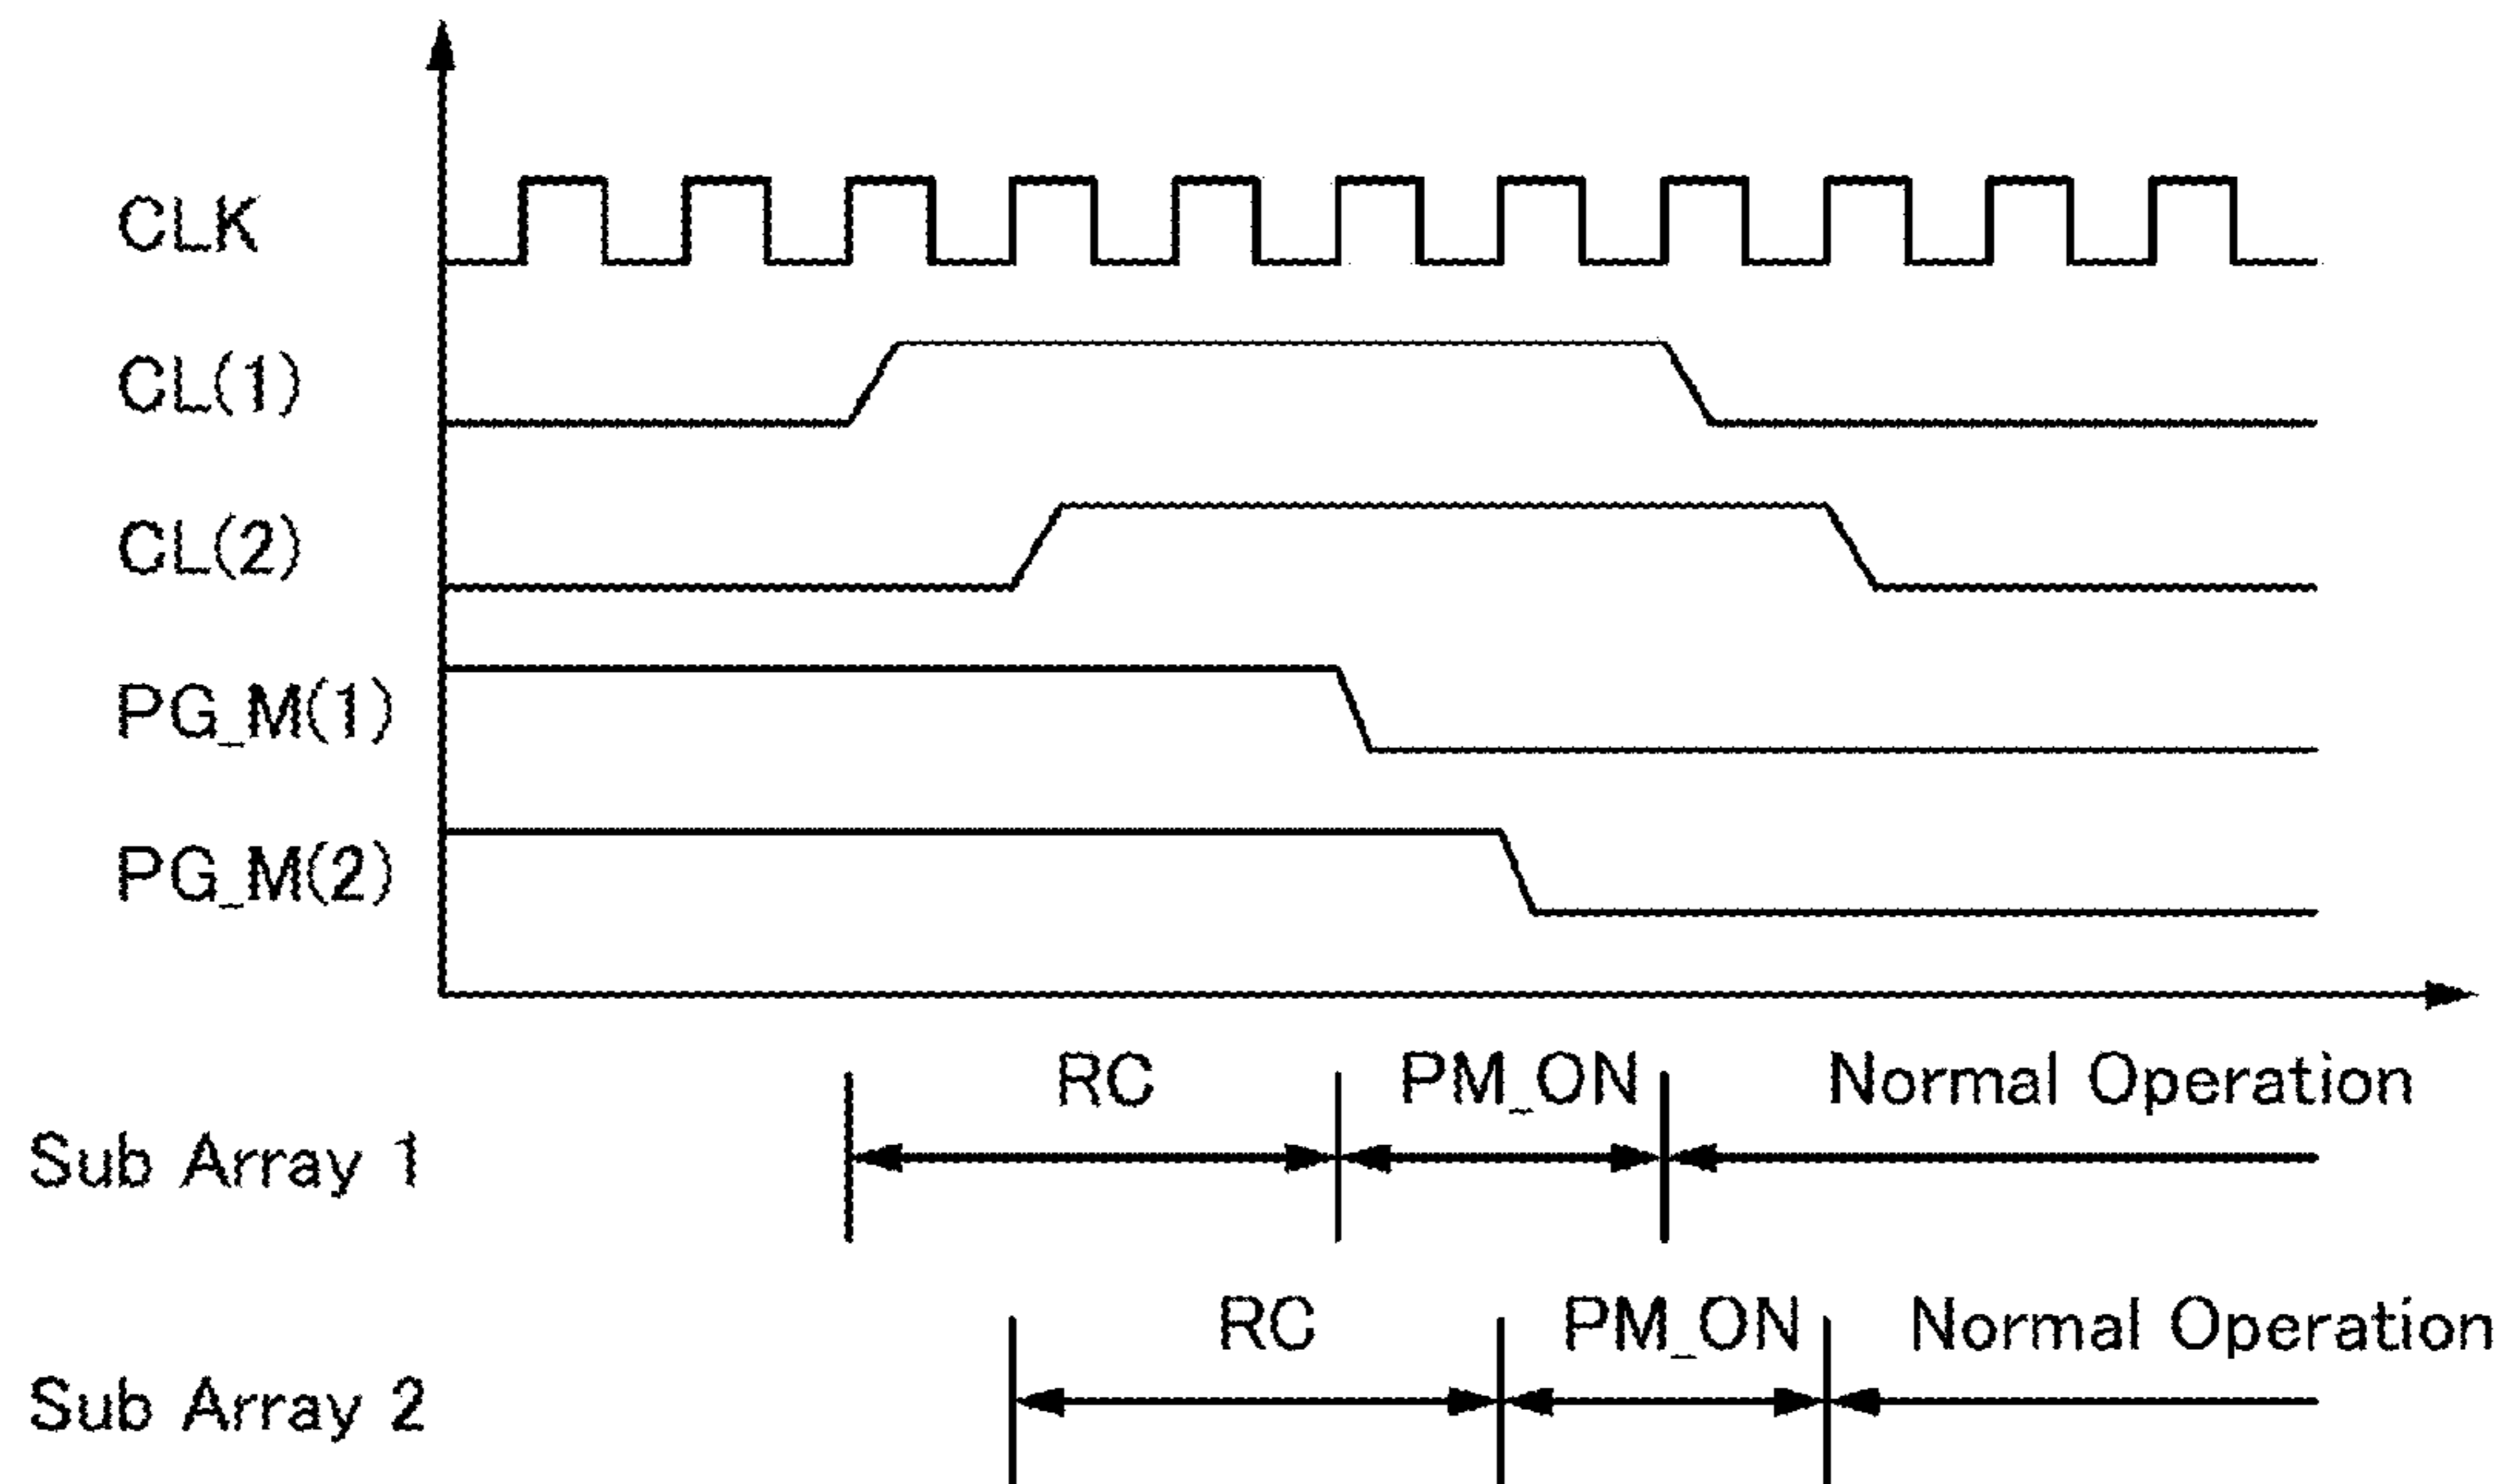 CLK
CL(1)
CL(2)
PG_M(1)
PG_M(2)
RC PM_ON Normal Operation
Sub Array 1
RC PM_ON Normal Operation
Sub Array 2